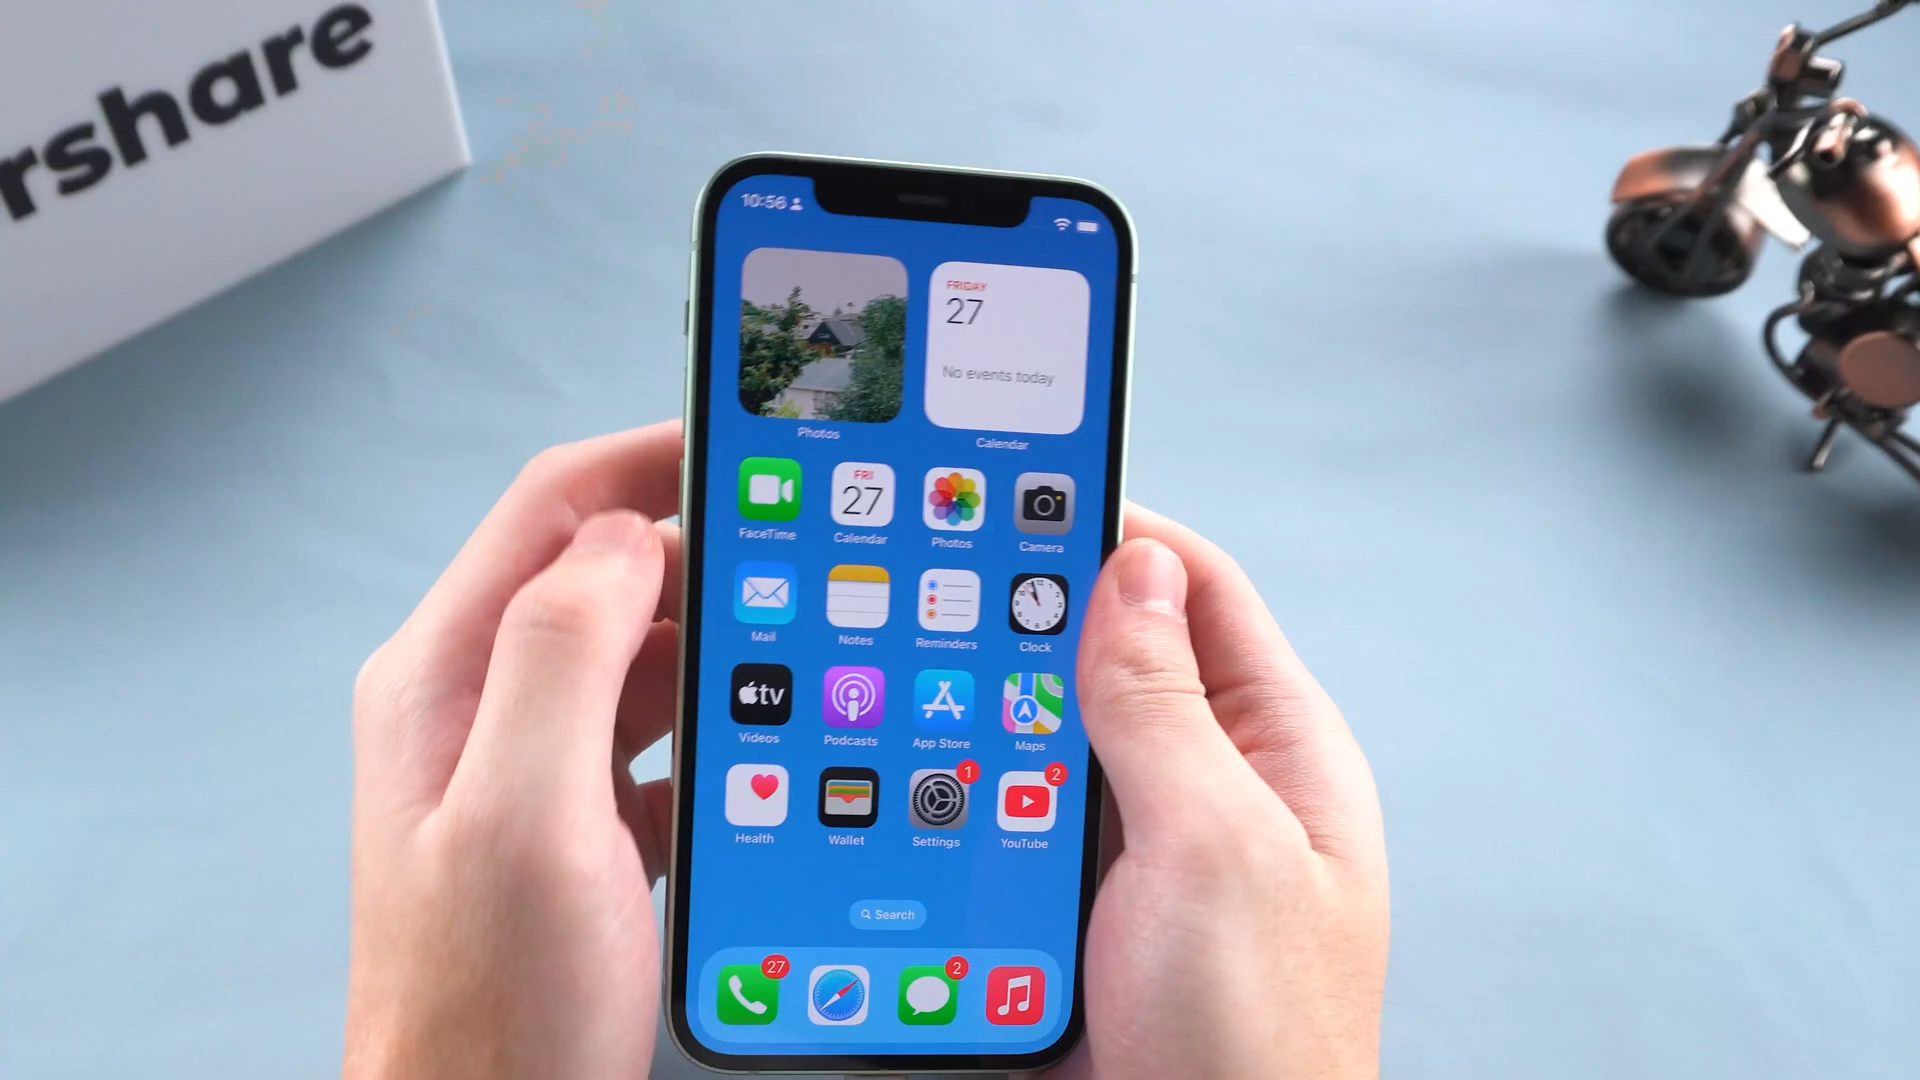 rshare
10:56
FRIDAY
27
No events today
Photos
Calendar
FRI
27
FaceTime
Calendar
Photos
Camera
Mail
Notes
Reminders
Clock
tv
Videos
Podcasts
App Store
Maps
1
2
Health
Wallet
Settings
YouTube
Search
27
2